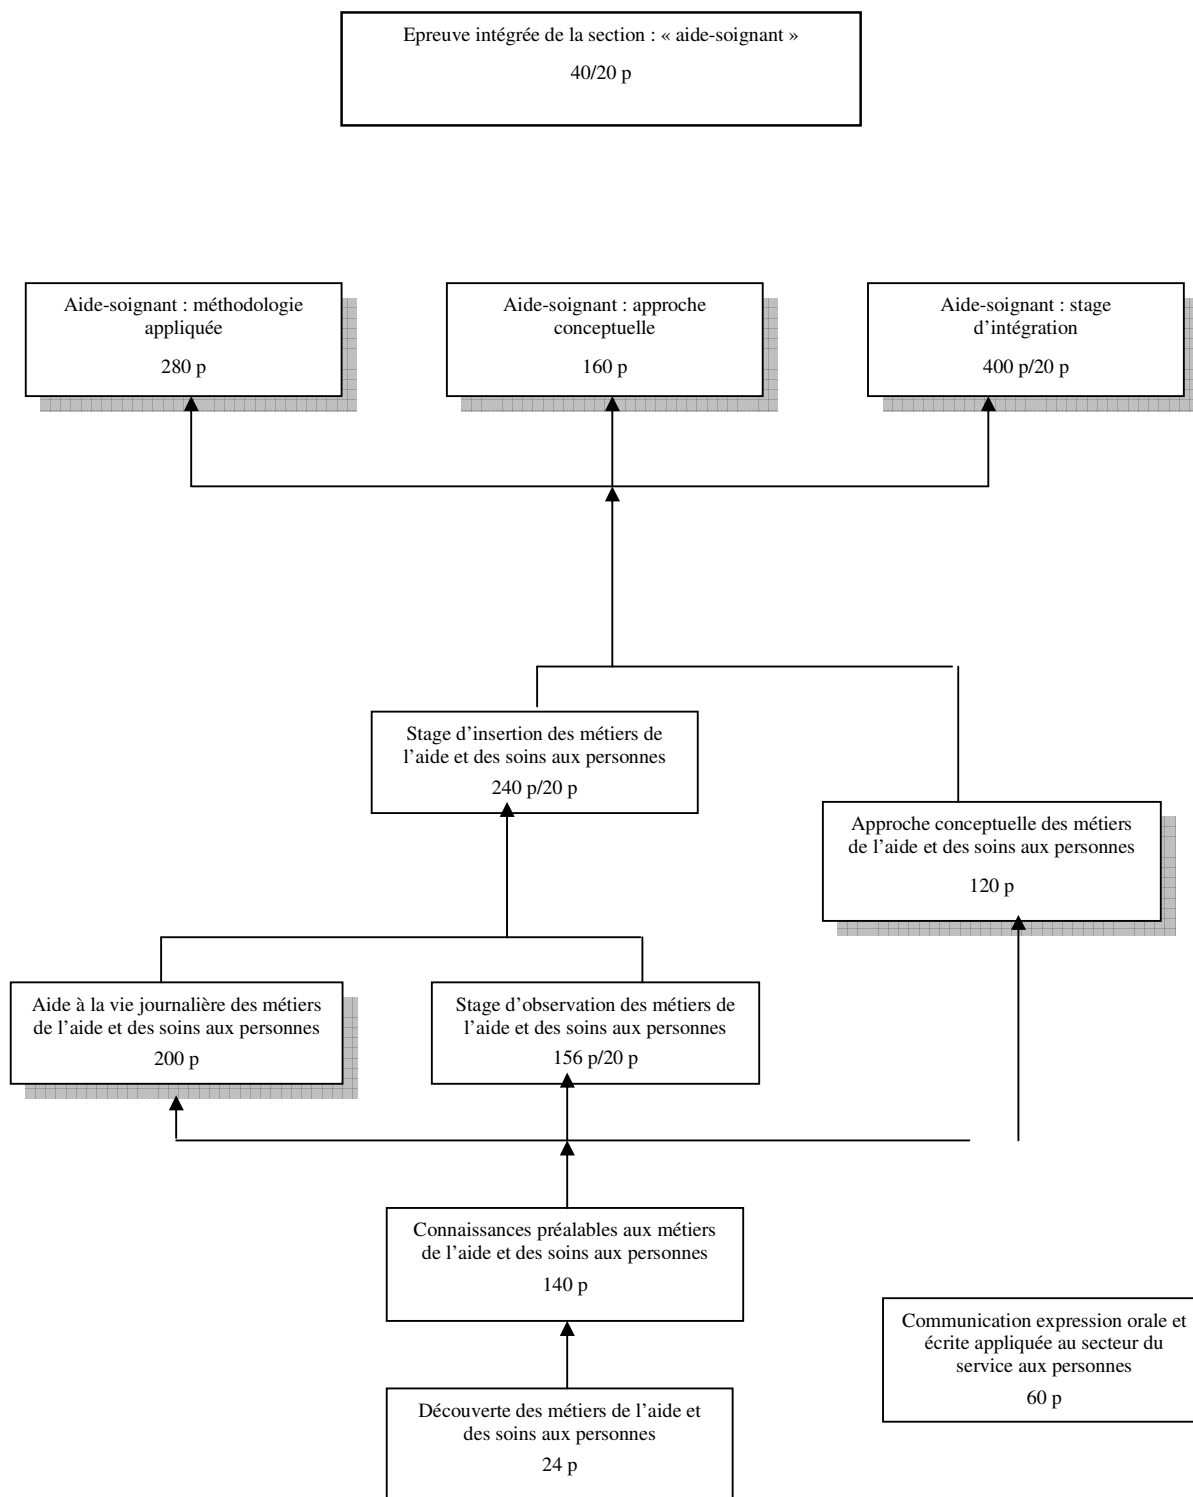 Epreuve intégrée de la section : « aide-soignant »
40/20 p
Aide-soignant : méthodologie
appliquée
280 p
Aide-soignant : approche
conceptuelle
160 p
Aide-soignant : stage
d’intégration
400 p/20 p
Stage d’insertion des métiers de
l’aide et des soins aux personnes
240 p/20 p
Approche conceptuelle des métiers
de l’aide et des soins aux personnes
120 p
Aide à la vie journalière des métiers
de l’aide et des soins aux personnes
200 p
Stage d’observation des métiers de
l’aide et des soins aux personnes
156 p/20 p
Connaissances préalables aux métiers
de l’aide et des soins aux personnes
140 p
Communication expression orale et
écrite appliquée au secteur du
service aux personnes
60 p
Découverte des métiers de l’aide et
des soins aux personnes
24 p